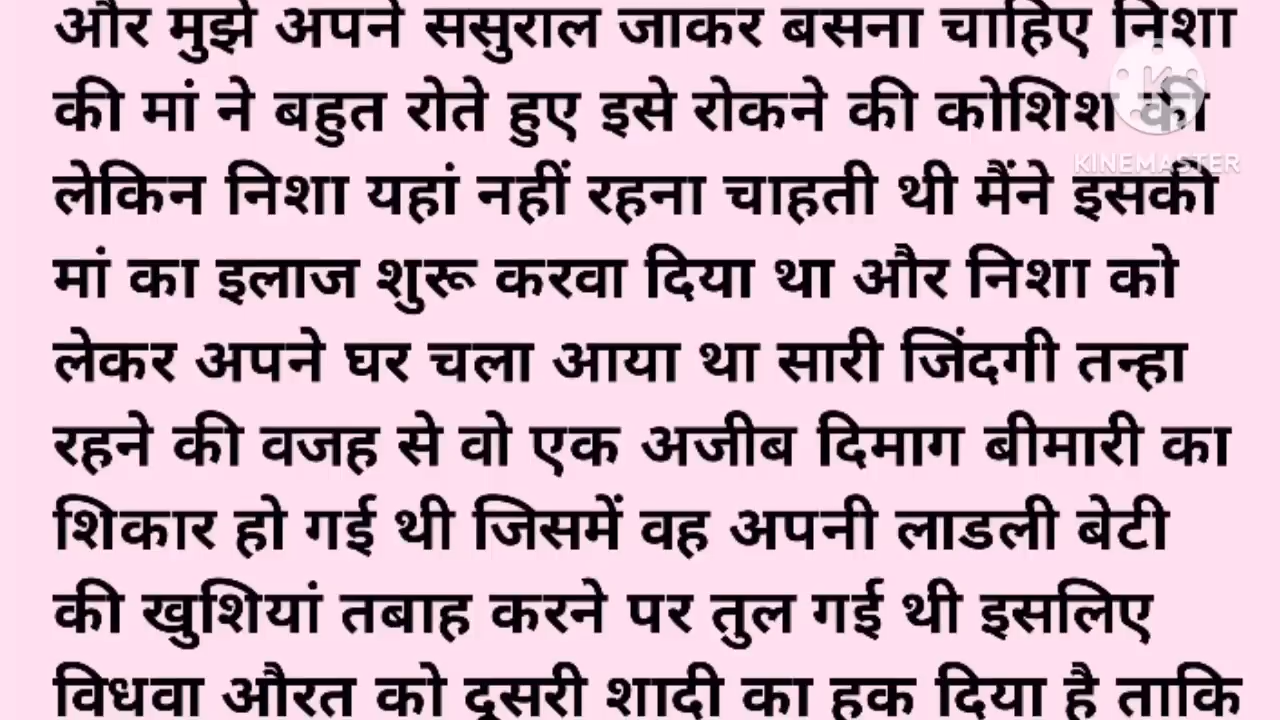 और मुझे अपने ससुराल जाकर बसना चाहिए निशा
की मां ने बहुत रोते हुए इसे रोकने की कोशिश की
KINEMASTER
लेकिन निशा यहां नहीं रहना चाहती थी मैंने इसकी
मां का इलाज शुरू करवा दिया था और निशा को
लेकर अपने घर चला आया था सारी जिंदगी तन्हा
रहने की वजह से वो एक अजीब दिमाग बीमारी का
शिकार हो गई थी जिसमें वह अपनी लाडली बेटी
की खुशियां तबाह करने पर तुल गई थी इसलिए
विधवा औरत को दूसरी शादी का हक दिया है ताकि